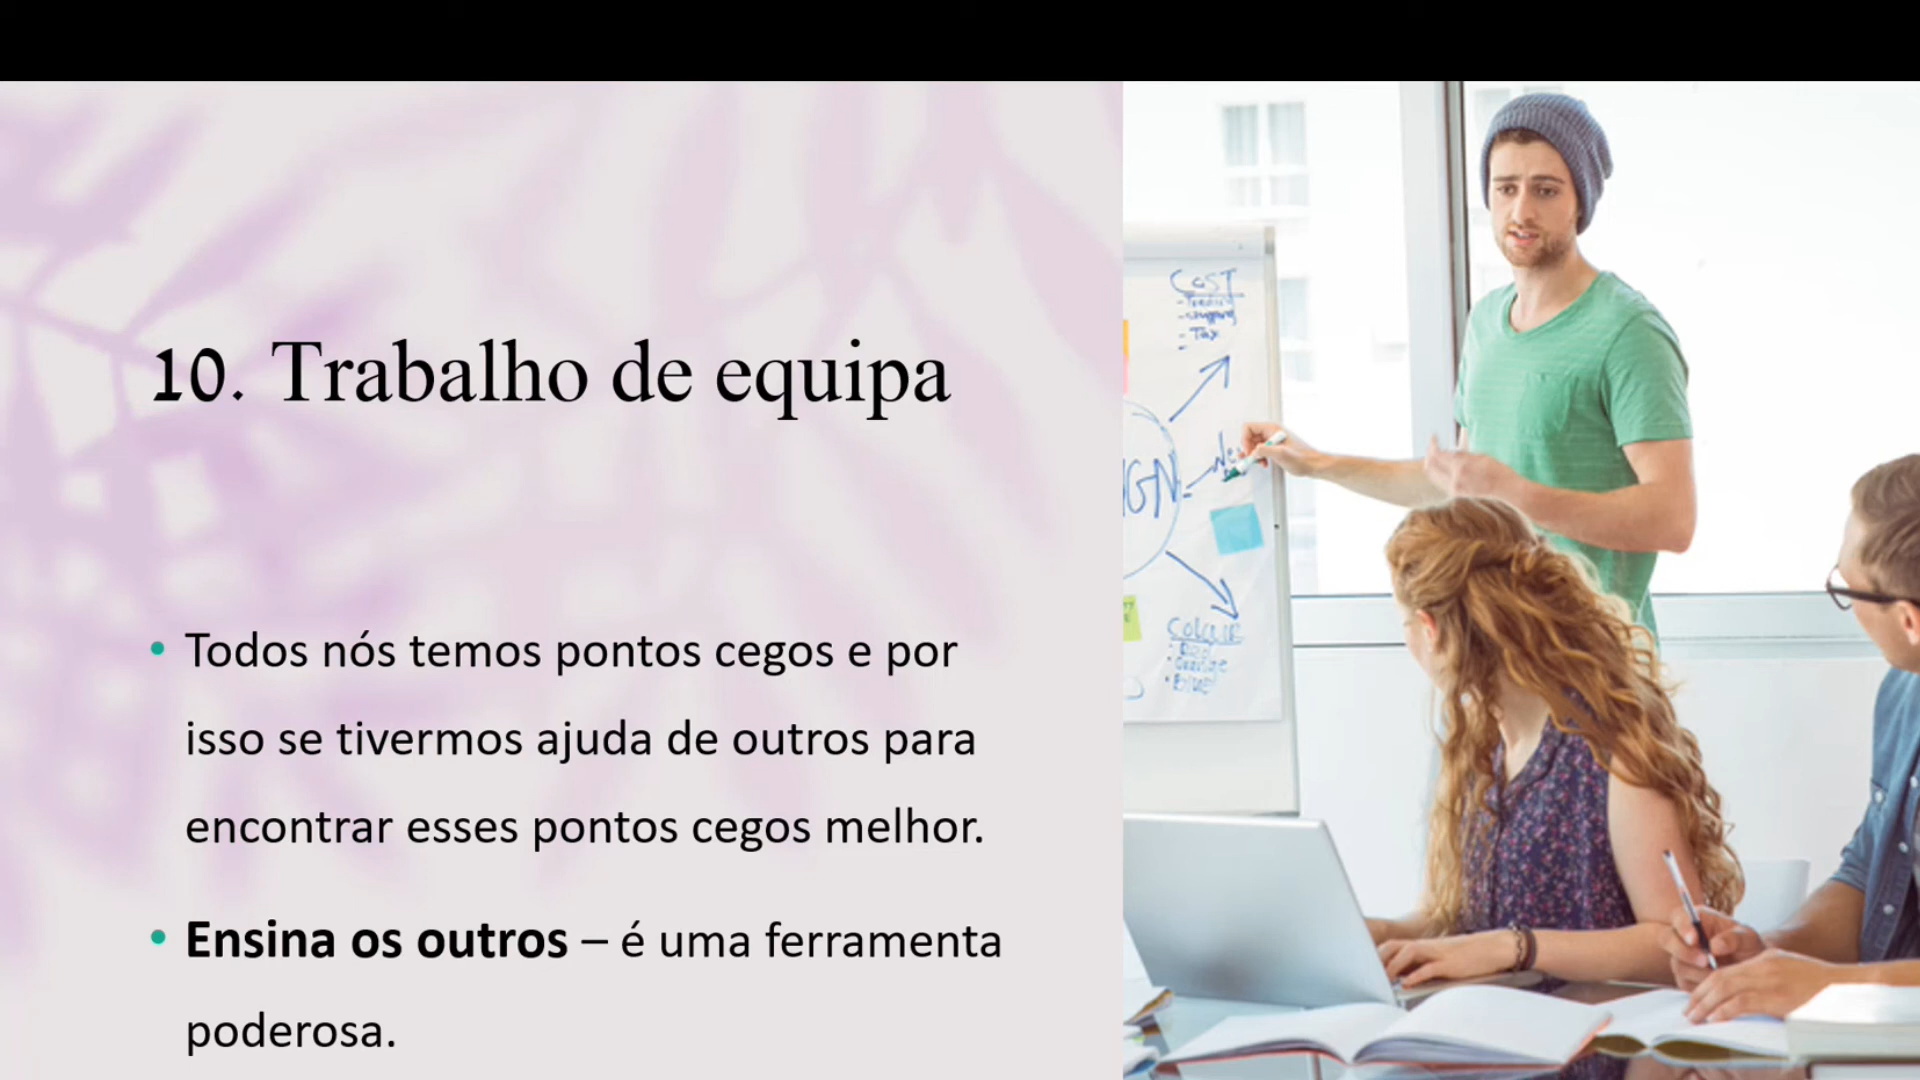 10. Trabalho de equipa
• Todos nós temos pontos cegos e por
isso se tivermos ajuda de outros para
encontrar esses pontos cegos melhor.
• Ensina os outros – é uma ferramenta
poderosa.
COST
- Tax
IGN
COLOUR